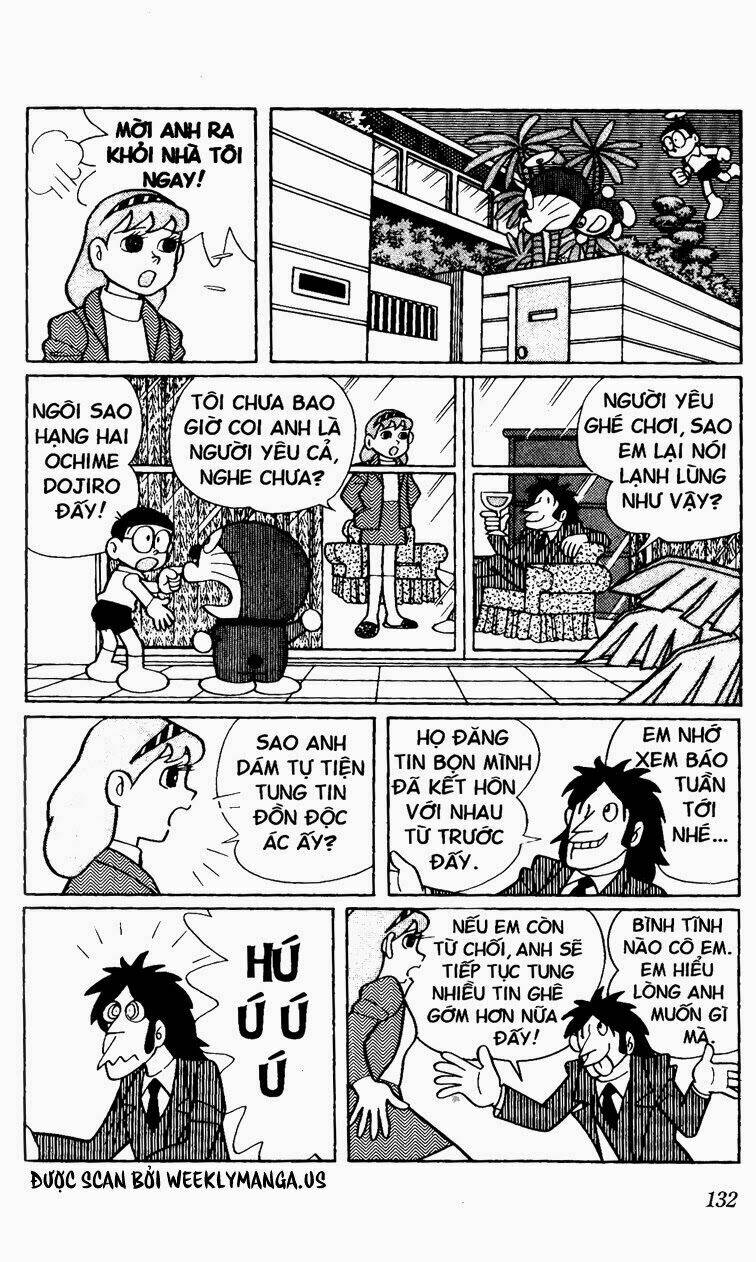 MỜI ANH RA
KHỎI NHÀ TÔI
NGAY!
NGƯỜI YÊU
GHÉ CHƠI, SAO
EM LẠI NÓI
LẠNH LÙNG
NHƯ VẬY?
TÔI CHƯA BAO
GIỜ COI ANH LÀ
NGƯỜI YÊU CẢ,
NGHE CHƯA?
NGÔI SAO
HẠNG HAI
OCHIME
DOJIRO
ĐẤY!
EM NHỚ
XEM BÁO
TUẦN
TỚI
NHÉ...
HỌ ĐĂNG
TIN BỌN MÌNH
ĐÃ KẾT HÔN
VỚI NHAU
TỪ TRƯỚC
ĐẤY.
SAO ANH
DÁM TỰ TIỆN
TUNG TIN
ĐỒN ĐỘC
ÁC ẤY?
BÌNH TĨNH
NÀO CÔ EM.
EM HIỂU
LÒNG ANH
MUỐN GÌ
MÀ.
NẾU EM CÒN
TỪ CHỐI, ANH SẼ
TIẾP TỤC TUNG
NHIỀU TIN GHÊ
GỚM HƠN NỮA
ĐẤY!
HÚ
Ú Ú Ú
Ú
ĐƯỢC SCAN BỞI WEEKLYMANGA.US
132